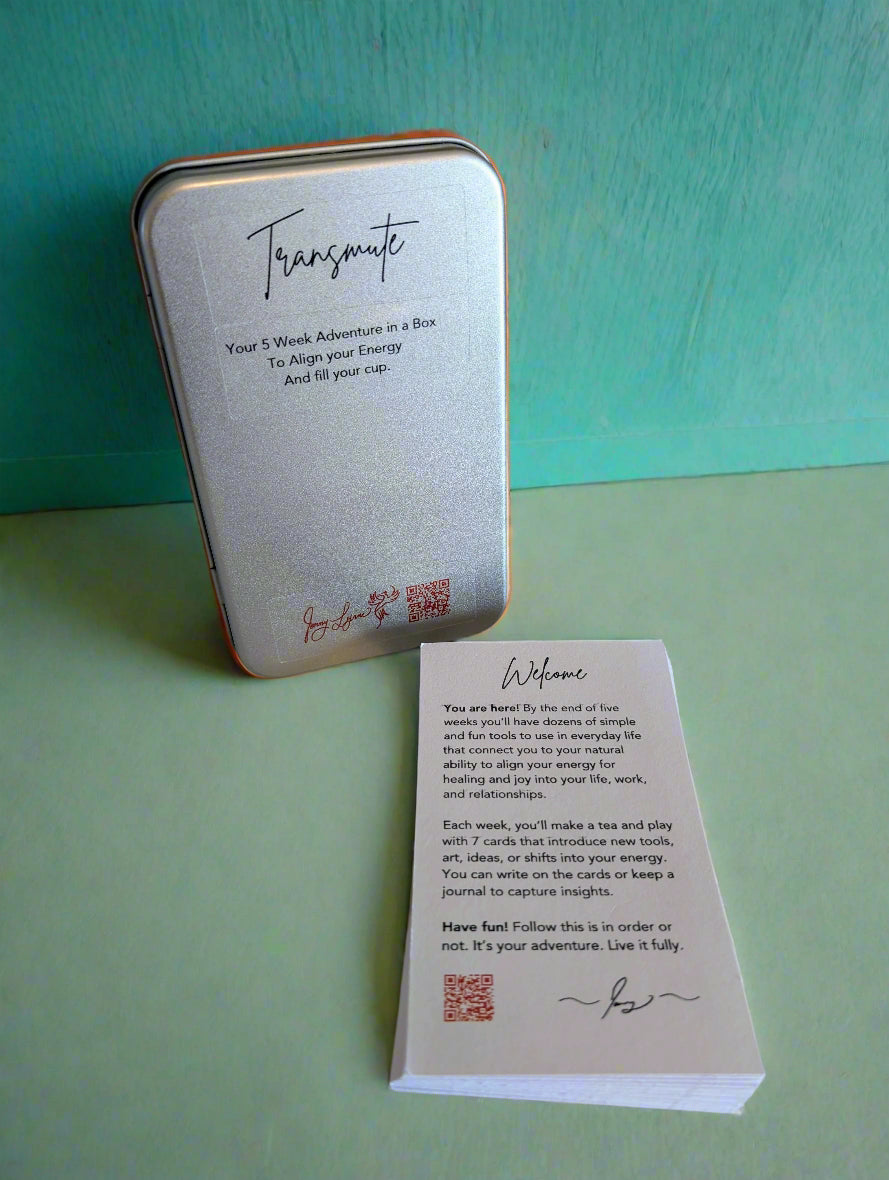 Transmute
Your 5 Week Adventure in a Box
To Align your Energy
And fill your cup.
Jenny Lynne
Welcome
You are here! By the end of five
weeks you'll have dozens of simple
and fun tools to use in everyday life
that connect you to your natural
ability to align your energy for
healing and joy into your life, work,
and relationships.
Each week, you'll make a tea and play
with 7 cards that introduce new tools,
art, ideas, or shifts into your energy.
You can write on the cards or keep a
journal to capture insights.
Have fun! Follow this is in order or
not. It's your adventure. Live it fully.